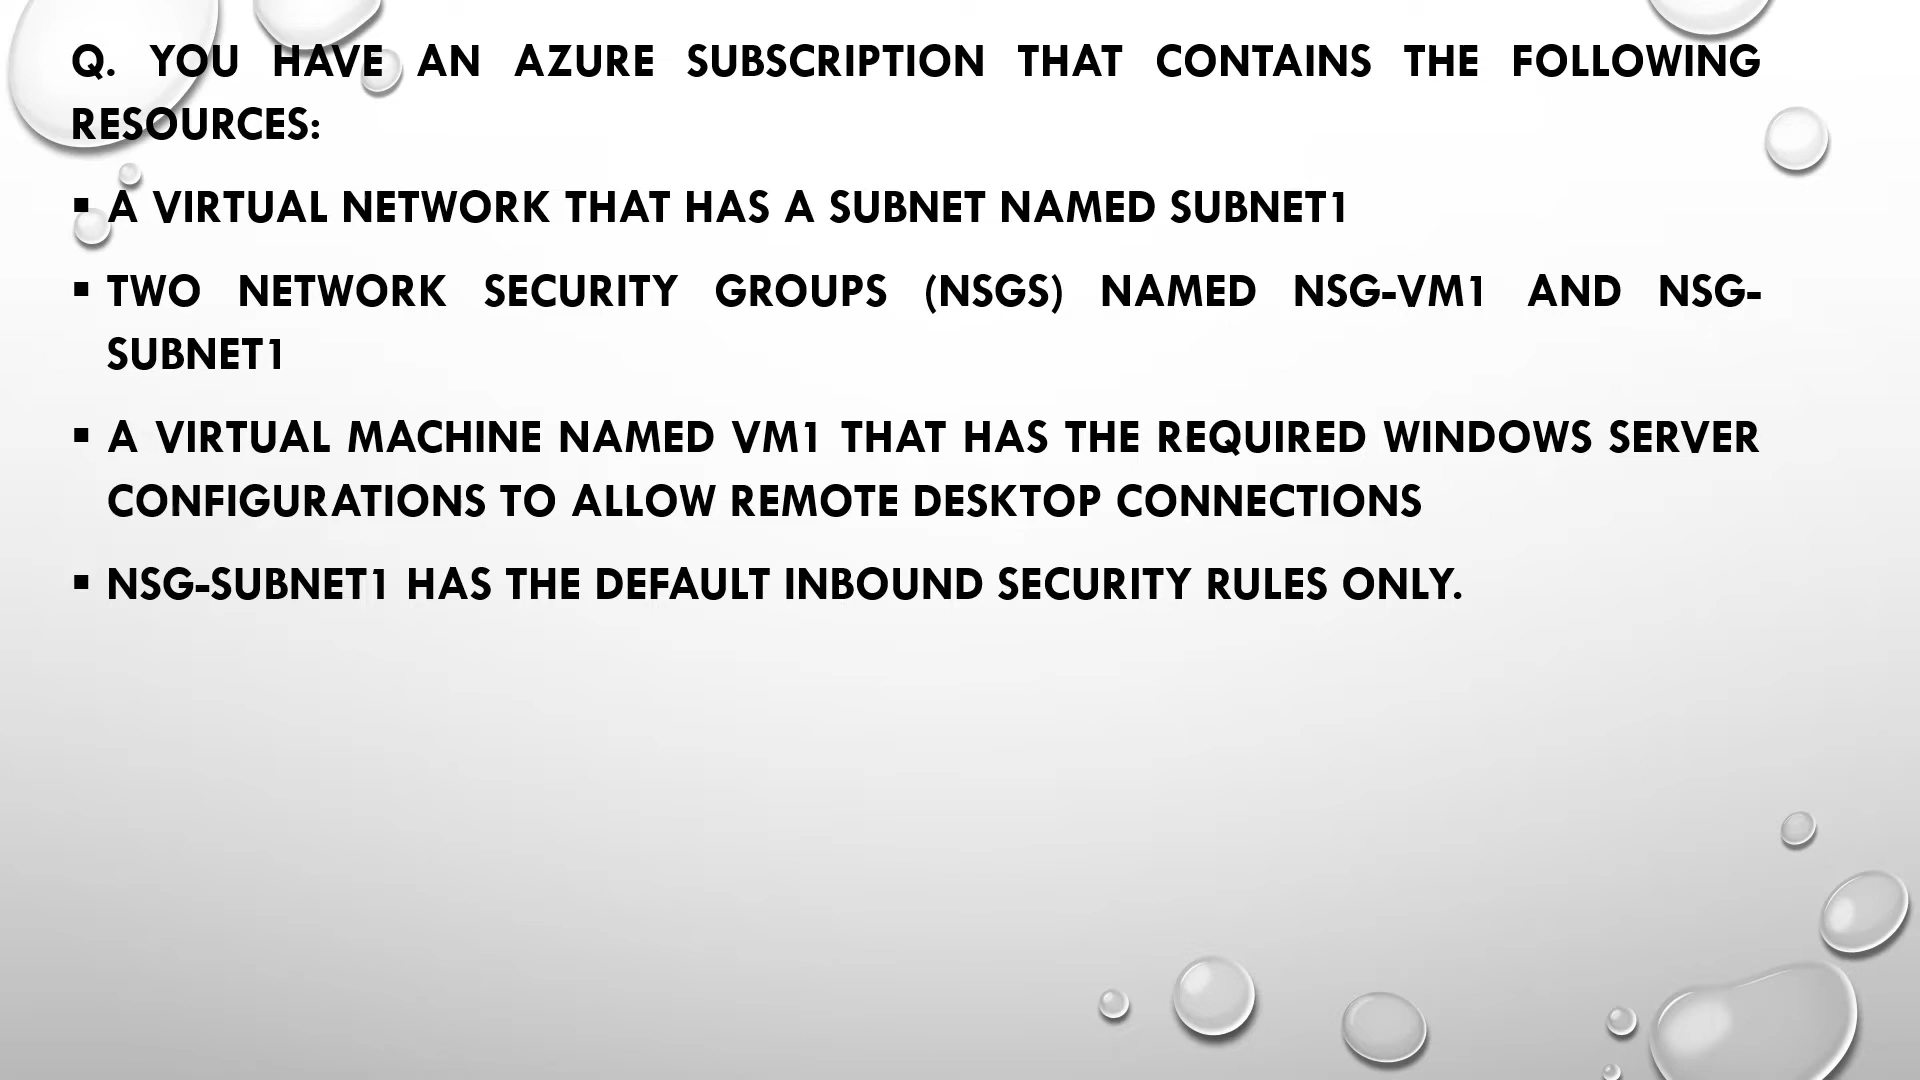 Q. YOU HAVE AN AZURE SUBSCRIPTION THAT CONTAINS THE FOLLOWING
RESOURCES:
▪ A VIRTUAL NETWORK THAT HAS A SUBNET NAMED SUBNET1
▪ TWO NETWORK SECURITY GROUPS (NSGS) NAMED NSG-VM1 AND NSG-
SUBNET1
▪ A VIRTUAL MACHINE NAMED VM1 THAT HAS THE REQUIRED WINDOWS SERVER
CONFIGURATIONS TO ALLOW REMOTE DESKTOP CONNECTIONS
▪ NSG-SUBNET1 HAS THE DEFAULT INBOUND SECURITY RULES ONLY.